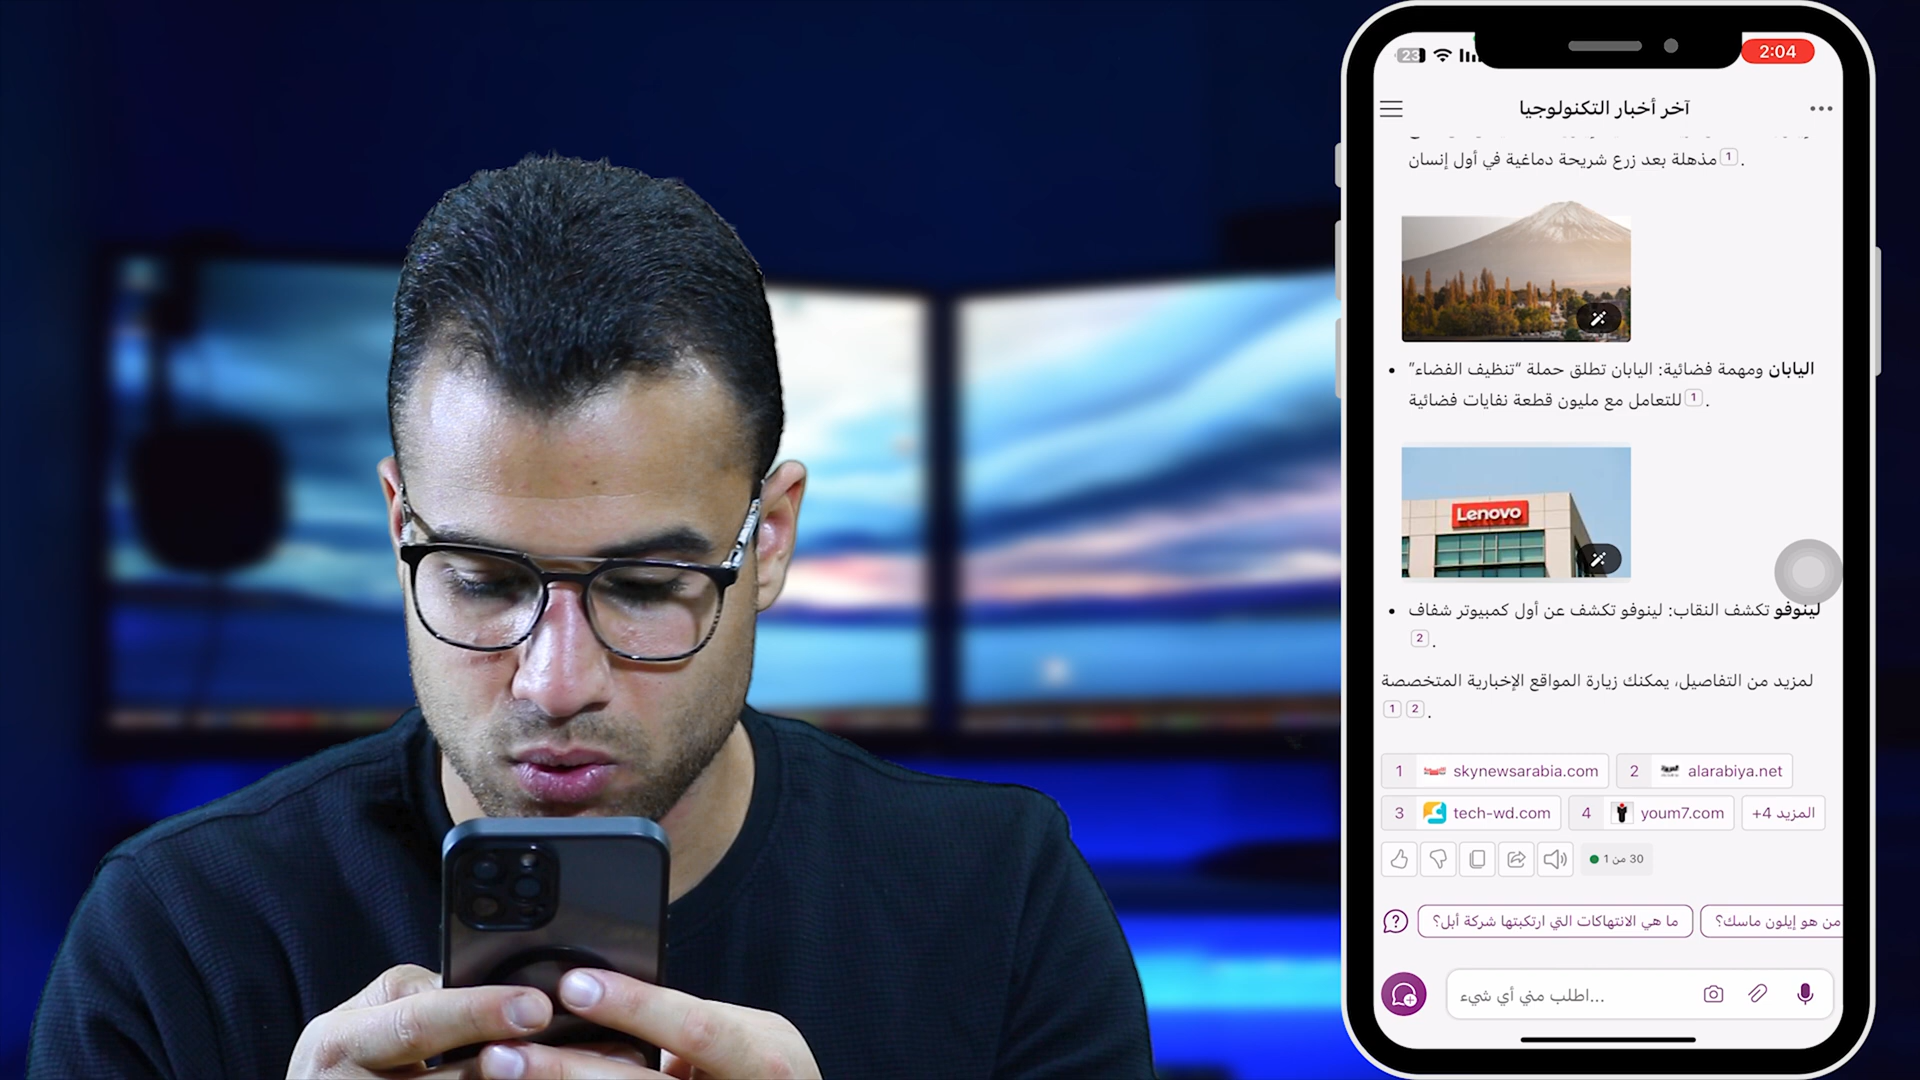 23
2:04
آخر أخبار التكنولوجيا
مذهلة بعد زرع شريحة دماغية في أول إنسان 1 .
اليابان ومهمة فضائية: اليابان تطلق حملة “تنظيف الفضاء”
للتعامل مع مليون قطعة نفايات فضائية 1 .
Lenovo
لينوفو تكشف النقاب: لينوفو تكشف عن أول كمبيوتر شفاف
2 .
لمزيد من التفاصيل، يمكنك زيارة المواقع الإخبارية المتخصصة
1 2 .
1 skynewsarabia.com 2 alarabiya.net
3 tech-wd.com 4 youm7.com المزيد 4+
30 من 1
ما هي الانتهاكات التي ارتكبتها شركة أبل؟ من هو إيلون ماسك؟
اطلب مني أي شيء...